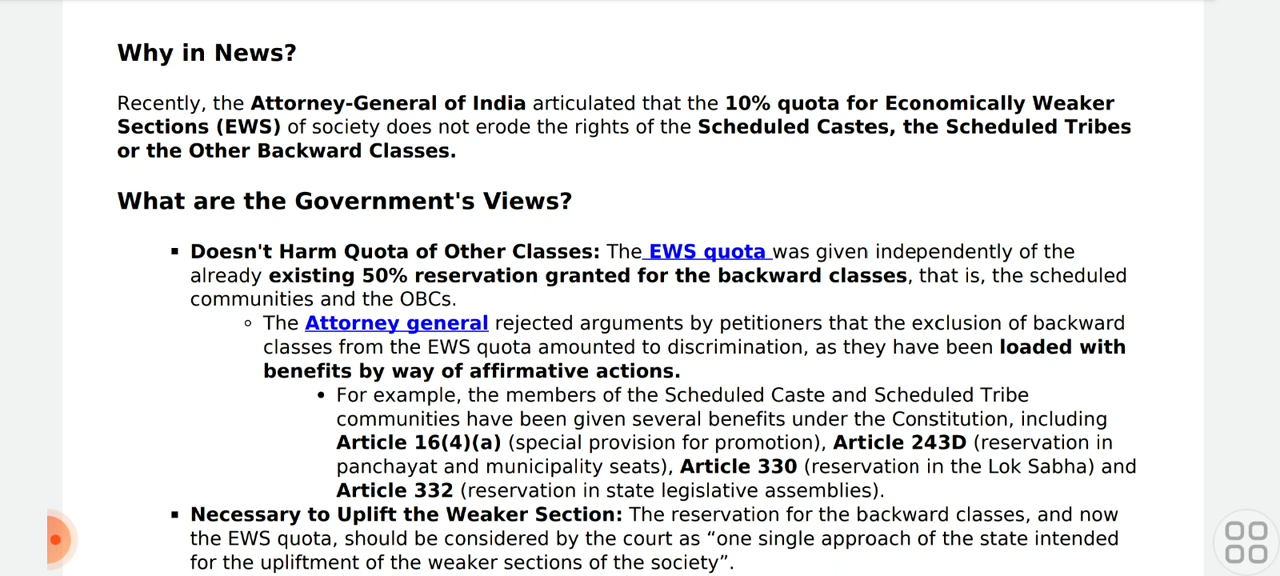 Why in News?
Recently, the Attorney-General of India articulated that the 10% quota for Economically Weaker
Sections (EWS) of society does not erode the rights of the Scheduled Castes, the Scheduled Tribes
or the Other Backward Classes.
What are the Government's Views?
▪ Doesn't Harm Quota of Other Classes: The EWS quota was given independently of the
already existing 50% reservation granted for the backward classes, that is, the scheduled
communities and the OBCs.
◦ The Attorney general rejected arguments by petitioners that the exclusion of backward
classes from the EWS quota amounted to discrimination, as they have been loaded with
benefits by way of affirmative actions.
• For example, the members of the Scheduled Caste and Scheduled Tribe
communities have been given several benefits under the Constitution, including
Article 16(4)(a) (special provision for promotion), Article 243D (reservation in
panchayat and municipality seats), Article 330 (reservation in the Lok Sabha) and
Article 332 (reservation in state legislative assemblies).
▪ Necessary to Uplift the Weaker Section: The reservation for the backward classes, and now
the EWS quota, should be considered by the court as “one single approach of the state intended
for the upliftment of the weaker sections of the society”.